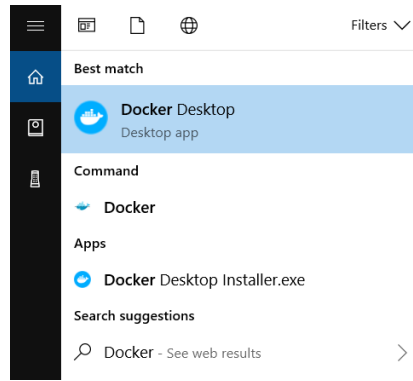 Filters
Best match
Docker Desktop
Desktop app
Command
Docker
Apps
Docker Desktop Installer.exe
Search suggestions
Docker - See web results